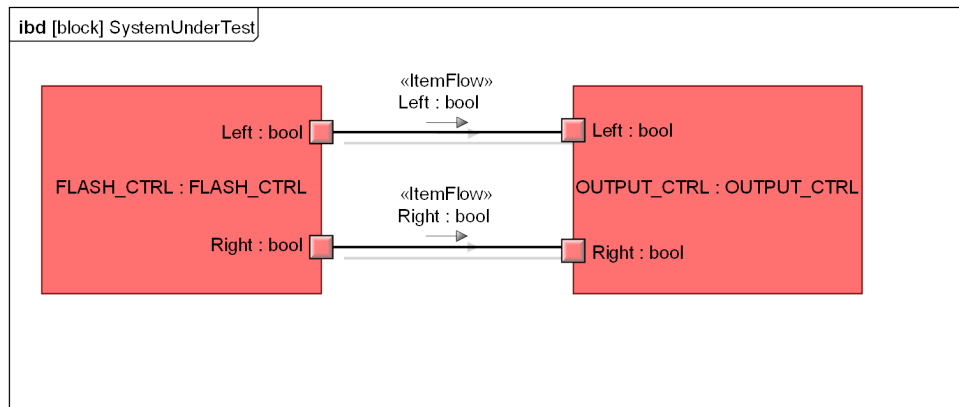 ibd [block] SystemUnderTest
«ItemFlow»
Left : bool
Left : bool
Left : bool
FLASH_CTRL : FLASH_CTRL
OUTPUT_CTRL : OUTPUT_CTRL
«ItemFlow»
Right : bool
Right : bool
Right : bool